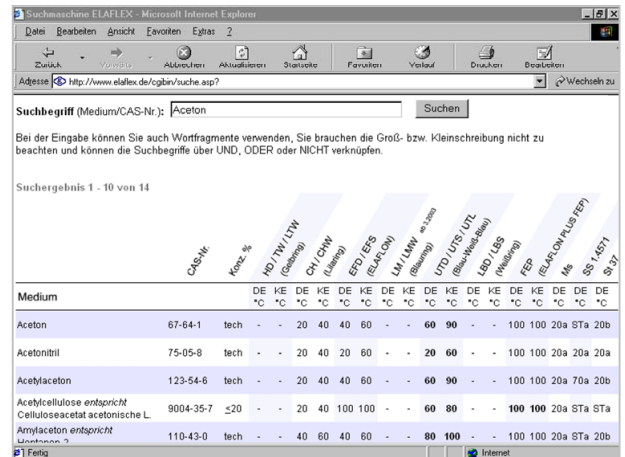 Suchmaschine ELAFLEX - Microsoft Internet Explorer
Datei Bearbeiten Ansicht Favoriten Extras ?
Zurück Vorwärts Abbrechen Aktualisieren Startseite Favoriten Verlauf Drucken Bearbeiten
Adresse http://www.elaflex.de/cgibin/suche.asp? Wechseln zu
Suchbegriff (Medium/CAS-Nr.): Aceton Suchen
Bei der Eingabe können Sie auch Wortfragmente verwenden, Sie brauchen die Groß- bzw. Kleinschreibung nicht zu
beachten und können die Suchbegriffe über UND, ODER oder NICHT verknüpfen.
Suchergebnis 1 - 10 von 14
CAS-Nr.
Konz. %
HD / TW / LTW
(Gelbring)
CH / CHW
(Lilaring)
EFD / EFS
(ELAFLON)
LM / LMW ab 3.2003
(Blauring)
UTD / UTS / UTL
(Blau-Weiß-Blau)
LBD / LBS
(Weißring)
FEP
(ELAFLON PLUS FEP)
Ms
SS 1.4571
St 37
Medium DE KE DE KE DE KE DE KE DE KE DE KE DE KE DE DE DE
°C °C °C °C °C °C °C °C °C °C °C °C °C °C °C °C °C
Aceton 67-64-1 tech - - 20 40 40 60 - - 60 90 - - 100 100 20a STa 20b
Acetonitril 75-05-8 tech - - 20 40 20 60 - - 20 60 - - 100 100 20a STa 20b
Acetylaceton 123-54-6 tech - - 20 40 40 60 - - 60 90 - - 100 100 20a 70a 20b
Acetylcellulose entspricht
Celluloseacetat acetonische L. 9004-35-7 ≤20 - - 20 40 100 100 - - 60 80 - - 100 100 20a STa STa
Amylaceton entspricht
Heptanon 2 110-43-0 tech - - 40 60 40 60 - - 80 100 - - 100 100 20a STa 20b
Fertig Internet